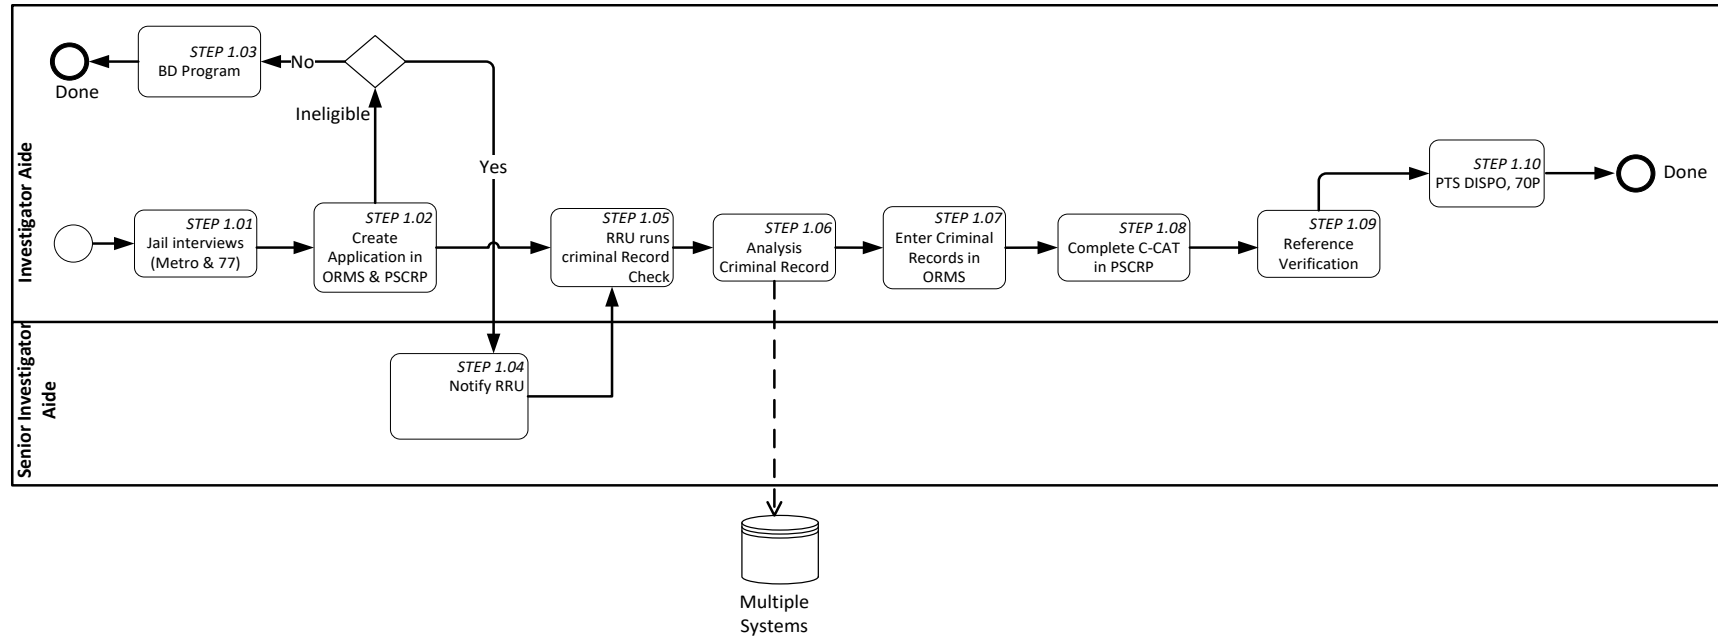 Investigator Aide
STEP 1.03
BD Program
Done
No
Ineligible
Yes
STEP 1.01
Jail interviews
(Metro & 77)
STEP 1.02
Create
Application in
ORMS & PSCRP
STEP 1.05
RRU runs
criminal Record
Check
STEP 1.06
Analysis
Criminal Record
STEP 1.07
Enter Criminal
Records in
ORMS
STEP 1.08
Complete C-CAT
in PSCRP
STEP 1.09
Reference
Verification
STEP 1.10
PTS DISPO, 70P
Done
Senior Investigator
Aide
STEP 1.04
Notify RRU
Multiple
Systems